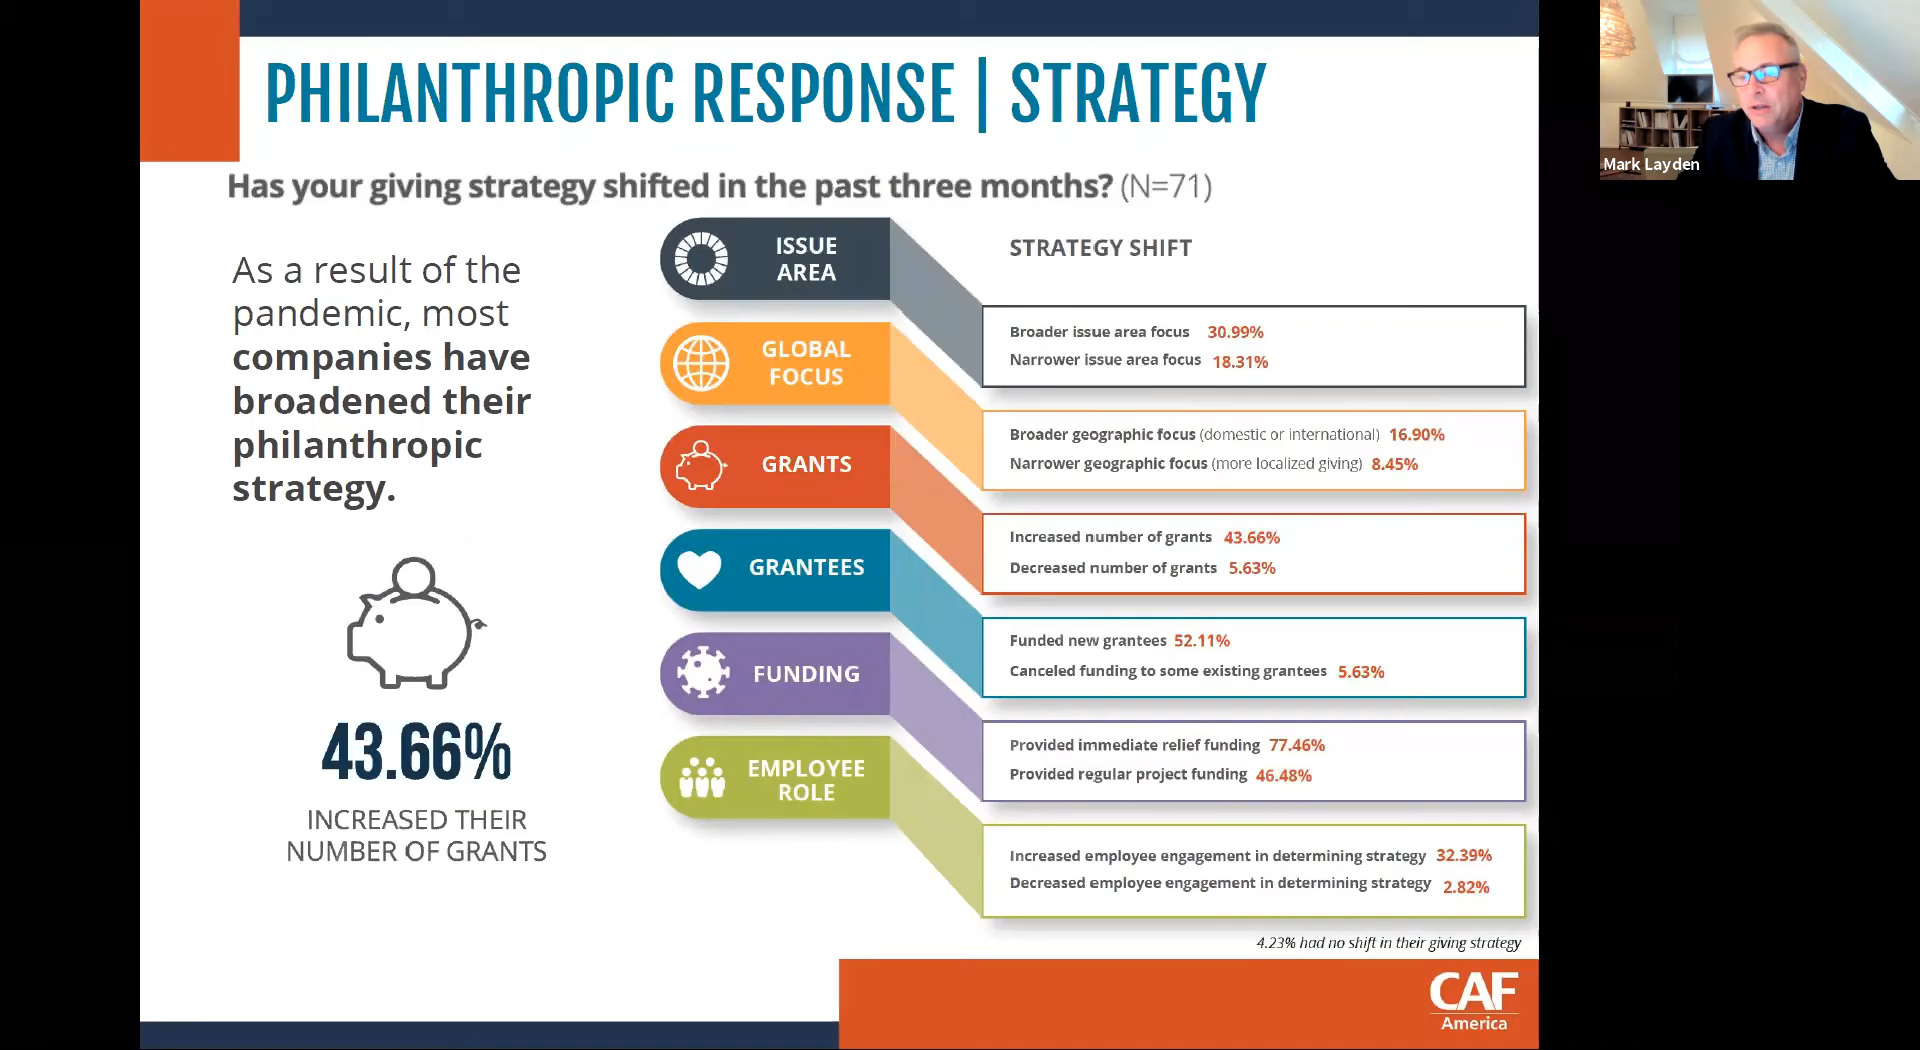 PHILANTHROPIC RESPONSE | STRATEGY
Has your giving strategy shifted in the past three months? (N=71)
As a result of the
pandemic, most
companies have
broadened their
philanthropic
strategy.
43.66%
INCREASED THEIR
NUMBER OF GRANTS
ISSUE
AREA
GLOBAL
FOCUS
GRANTS
GRANTEES
FUNDING
EMPLOYEE
ROLE
STRATEGY SHIFT
Broader issue area focus 30.99%
Narrower issue area focus 18.31%
Broader geographic focus (domestic or international) 16.90%
Narrower geographic focus (more localized giving) 8.45%
Increased number of grants 43.66%
Decreased number of grants 5.63%
Funded new grantees 52.11%
Canceled funding to some existing grantees 5.63%
Provided immediate relief funding 77.46%
Provided regular project funding 46.48%
Increased employee engagement in determining strategy 32.39%
Decreased employee engagement in determining strategy 2.82%
4.23% had no shift in their giving strategy
CAF
America
Mark Layden